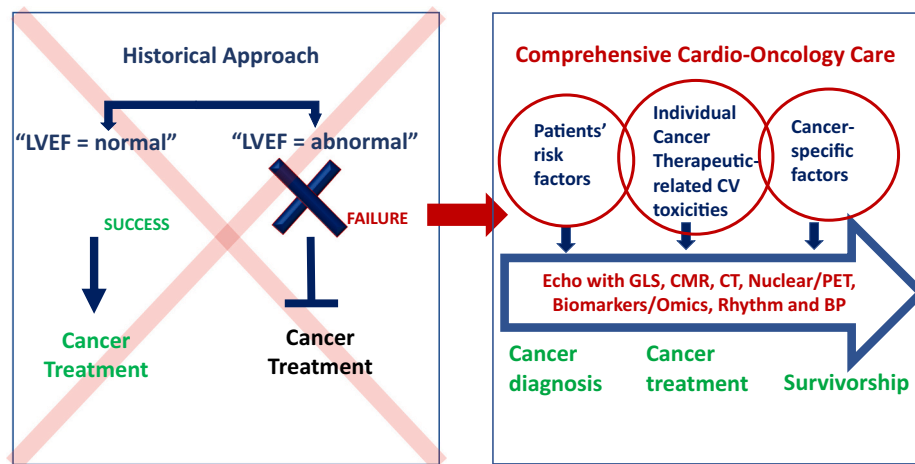 Historical Approach
“LVEF = normal”
“LVEF = abnormal”
SUCCESS
FAILURE
Cancer
Treatment
Cancer
Treatment
Comprehensive Cardio-Oncology Care
Patients’
risk
factors
Individual
Cancer
Therapeutic-
related CV
toxicities
Cancer-
specific
factors
Echo with GLS, CMR, CT, Nuclear/PET,
Biomarkers/Omics, Rhythm and BP
Cancer
diagnosis
Cancer
treatment
Survivorship